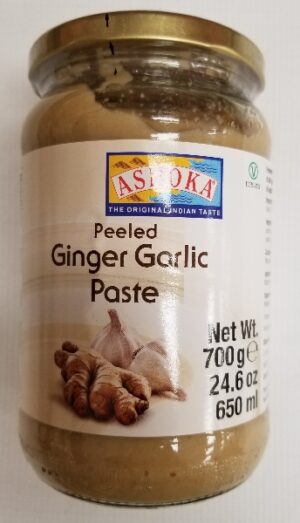 ASHOKA
THE ORIGINAL INDIAN TASTE
Peeled
Ginger Garlic
Paste
Net Wt.
700g℮
24.6 oz
650 ml